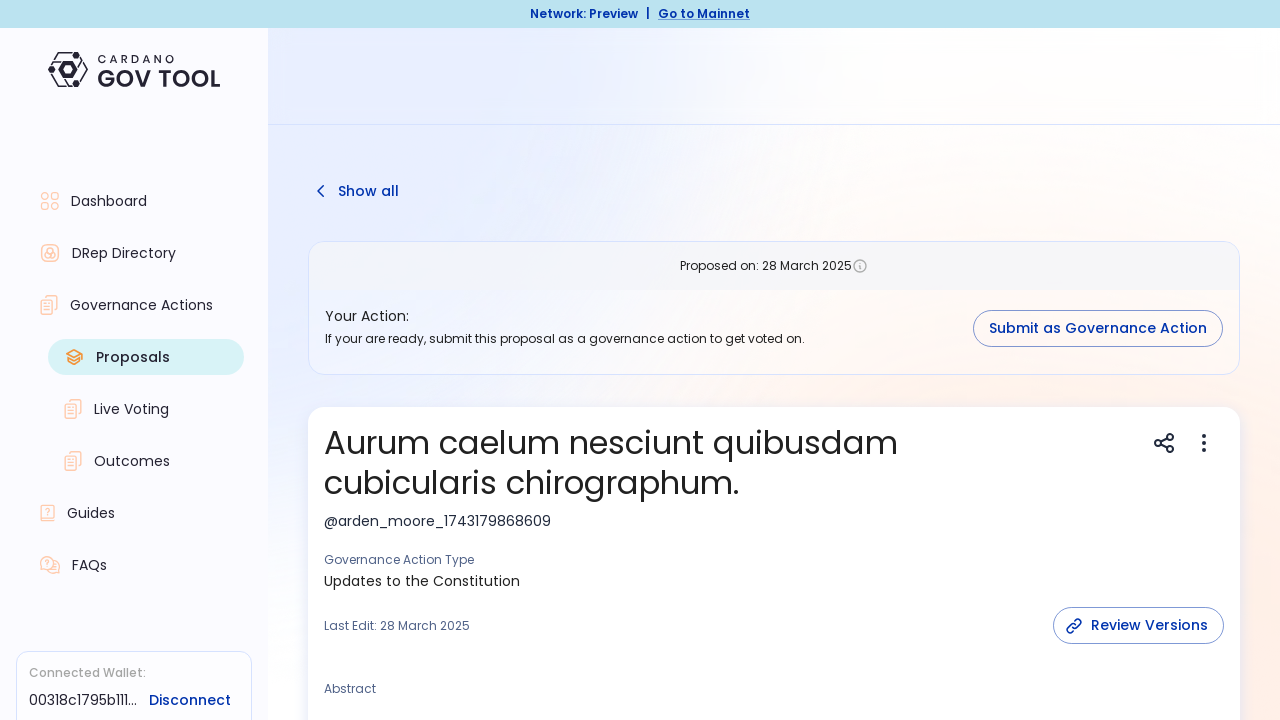 Network: Preview | Go to Mainnet
CARDANO
GOV TOOL
Dashboard
DRep Directory
Governance Actions
Proposals
Live Voting
Outcomes
Guides
FAQs
Connected Wallet:
00318c1795b111... Disconnect
Show all
Proposed on: 28 March 2025
Your Action:
If your are ready, submit this proposal as a governance action to get voted on.
Submit as Governance Action
Aurum caelum nesciunt quibusdam
cubicularis chirographum.
@arden_moore_1743179868609
Governance Action Type
Updates to the Constitution
Last Edit: 28 March 2025
Review Versions
Abstract